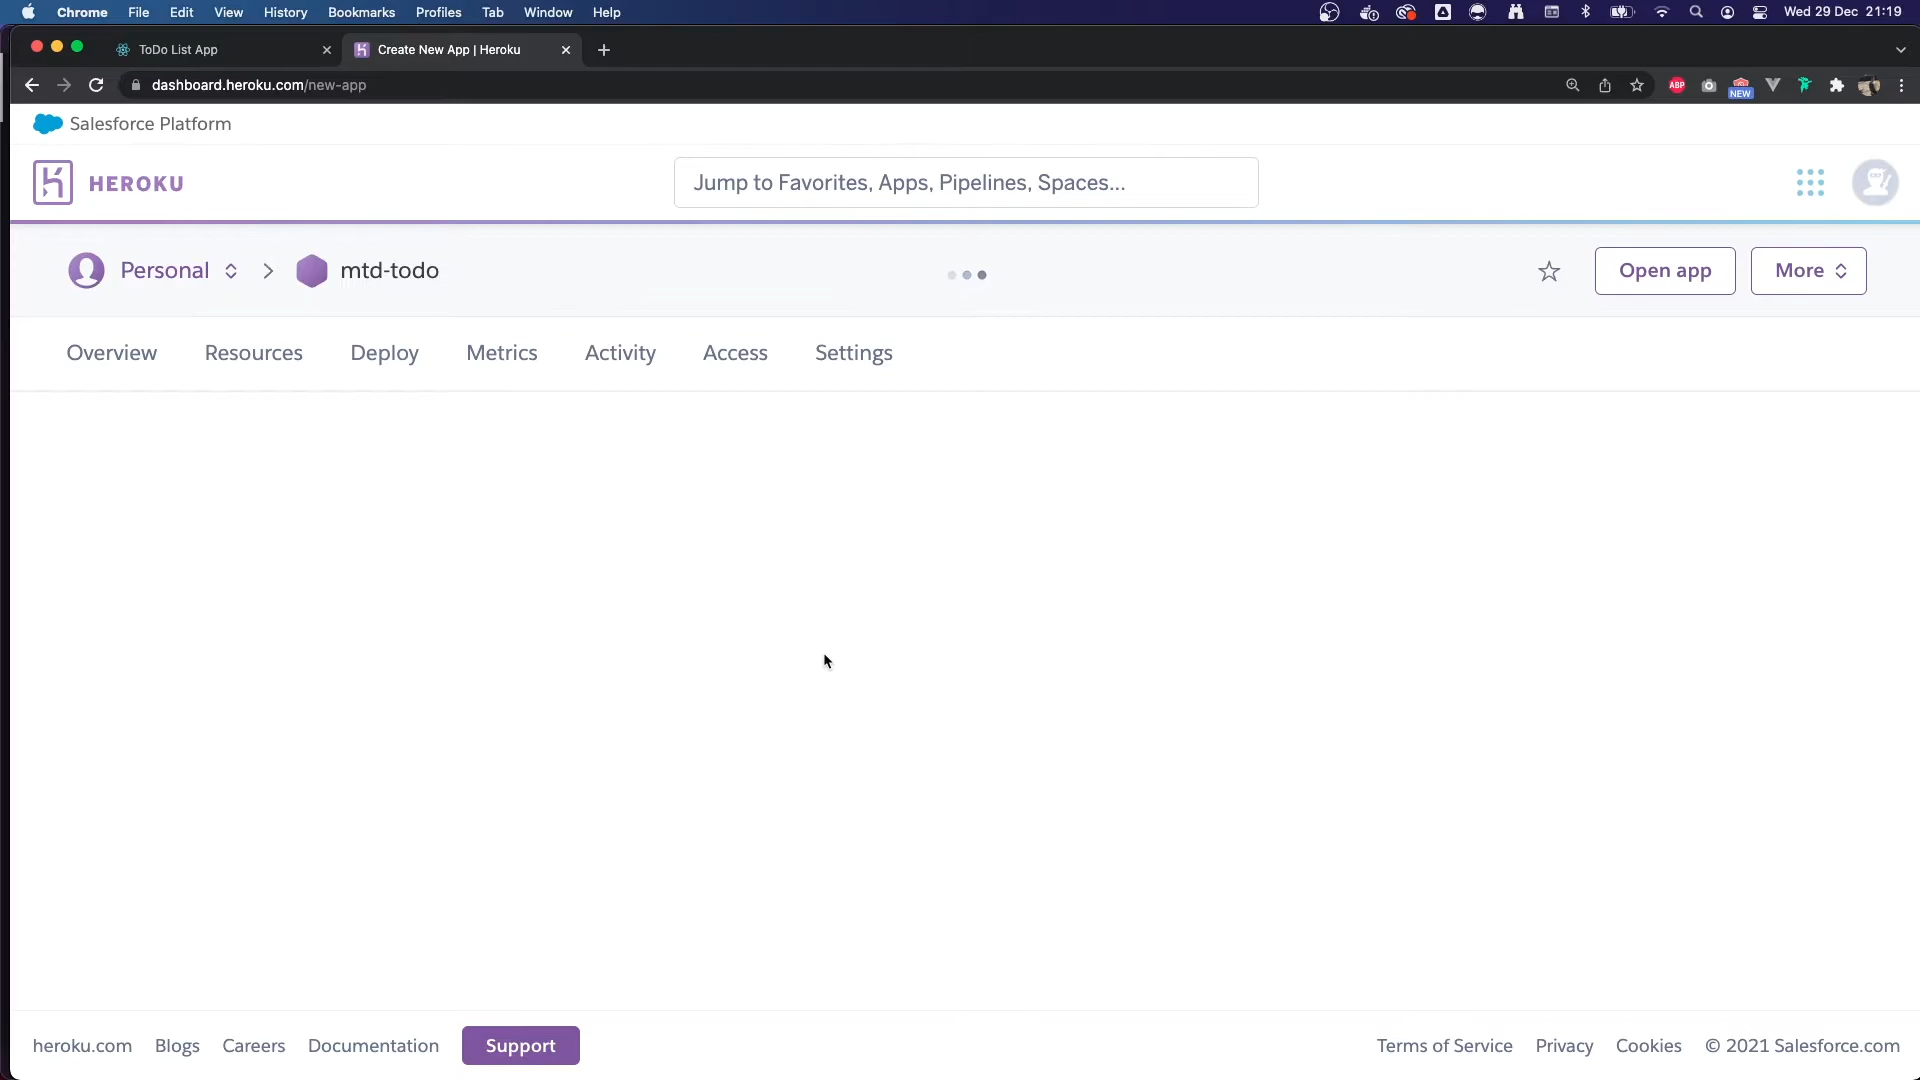 Chrome File Edit View History Bookmarks Profiles Tab Window Help Wed 29 Dec 21:19
ToDo List App Create New App | Heroku
dashboard.heroku.com/new-app ABP NEW
Salesforce Platform
HEROKU Jump to Favorites, Apps, Pipelines, Spaces...
Personal mtd-todo Open app More
Overview Resources Deploy Metrics Activity Access Settings
heroku.com Blogs Careers Documentation Support Terms of Service Privacy Cookies © 2021 Salesforce.com